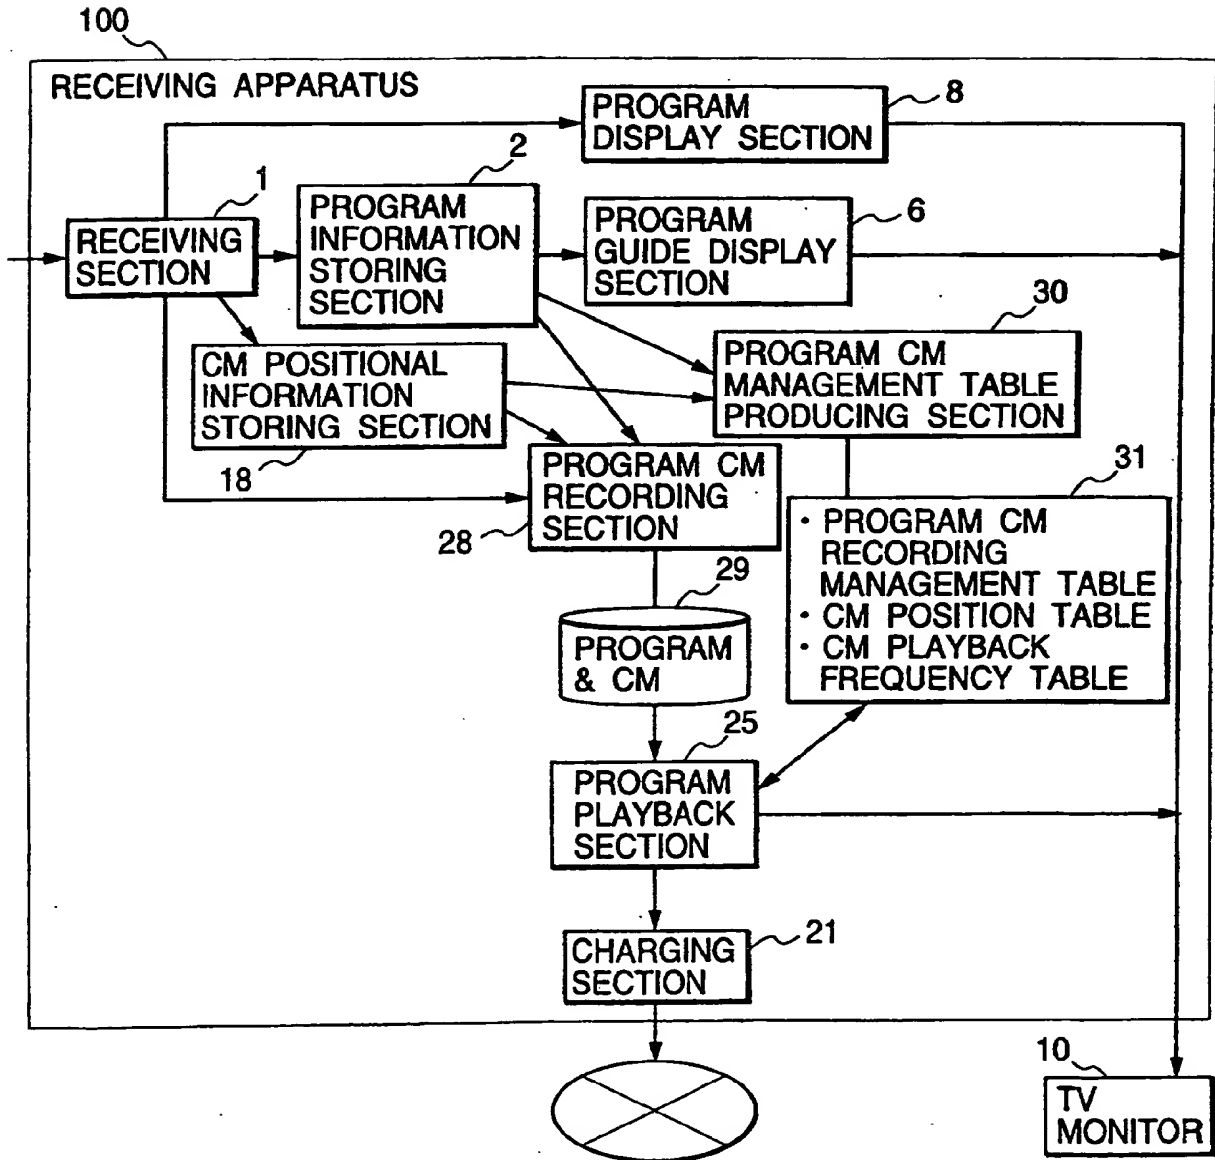 100
RECEIVING APPARATUS
PROGRAM
DISPLAY SECTION
8
1
RECEIVING
SECTION
2
PROGRAM
INFORMATION
STORING
SECTION
PROGRAM
GUIDE DISPLAY
SECTION
6
CM POSITIONAL
INFORMATION
STORING SECTION
18
30
PROGRAM CM
MANAGEMENT TABLE
PRODUCING SECTION
PROGRAM CM
RECORDING
SECTION
28
31
· PROGRAM CM
RECORDING
MANAGEMENT TABLE
· CM POSITION TABLE
· CM PLAYBACK
FREQUENCY TABLE
29
PROGRAM
& CM
25
PROGRAM
PLAYBACK
SECTION
CHARGING
SECTION
21
10
TV
MONITOR